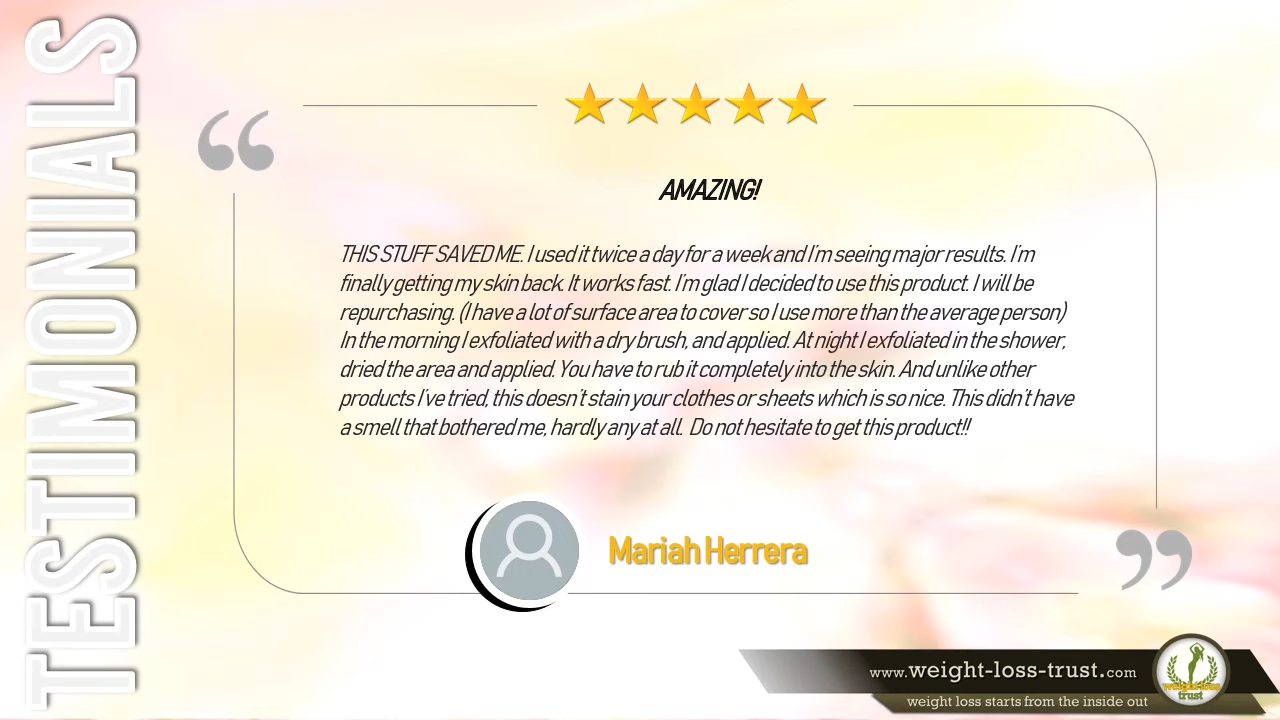 TESTIMONIALS
AMAZING!
THIS STUFF SAVED ME. I used it twice a day for a week and I'm seeing major results. I'm
finally getting my skin back. It works fast. I'm glad I decided to use this product. I will be
repurchasing. (I have a lot of surface area to cover so I use more than the average person)
In the morning I exfoliated with a dry brush, and applied. At night I exfoliated in the shower,
dried the area and applied. You have to rub it completely into the skin. And unlike other
products I've tried, this doesn't stain your clothes or sheets which is so nice. This didn't have
a smell that bothered me, hardly any at all. Do not hesitate to get this product!!
Mariah Herrera
www.weight-loss-trust.com
weight loss
trust
weight loss starts from the inside out